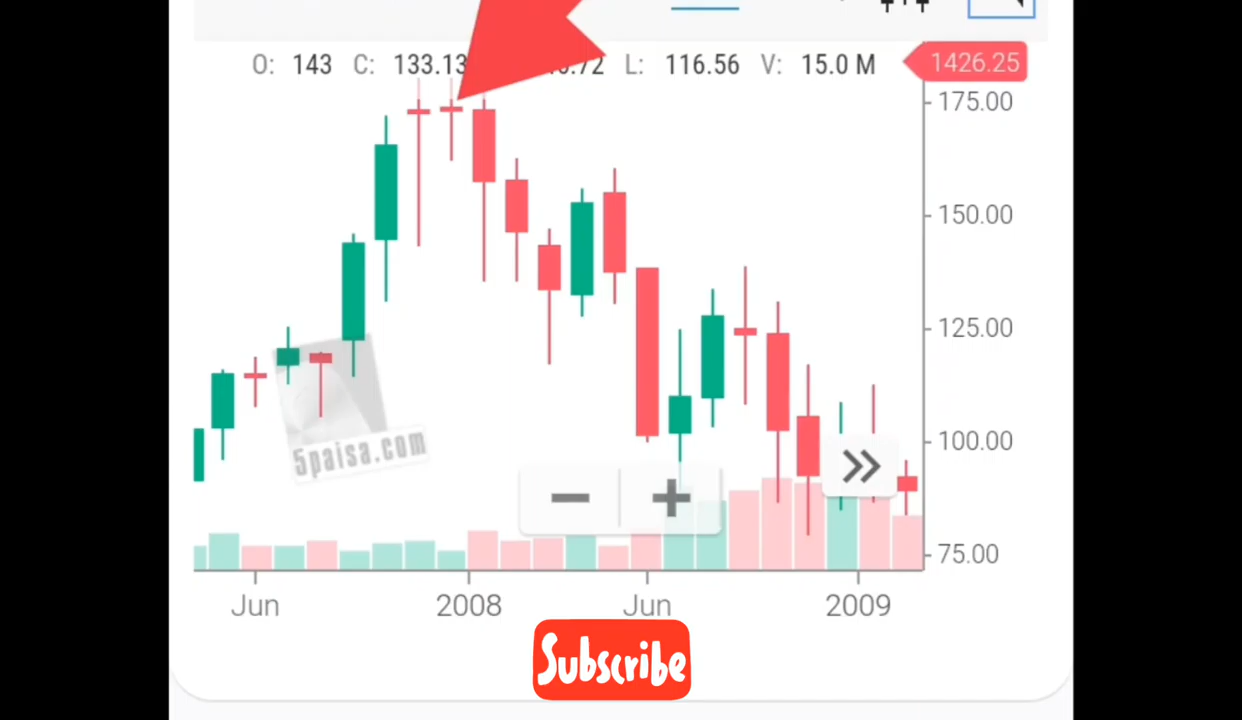 O: 143 C: 133.13 L: 116.56 V: 15.0 M 1426.25
175.00
150.00
125.00
5paisa.com
100.00
75.00
Jun 2008 Jun 2009
Subscribe